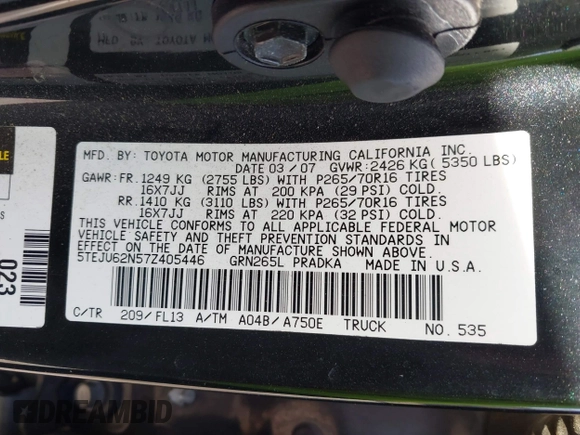 MFD. BY: TOYOTA MOTOR MANUFACTURING CALIFORNIA INC.
DATE 03/07 GVWR: 2426 KG( 5350 LBS)
GAWR: FR. 1249 KG (2755 LBS) WITH P265/70R16 TIRES
16X7JJ RIMS AT 200 KPA (29 PSI) COLD.
RR. 1410 KG (3110 LBS) WITH P265/70R16 TIRES
16X7JJ RIMS AT 220 KPA (32 PSI) COLD.
THIS VEHICLE CONFORMS TO ALL APPLICABLE FEDERAL MOTOR
VEHICLE SAFETY AND THEFT PREVENTION STANDARDS IN
EFFECT ON THE DATE OF MANUFACTURE SHOWN ABOVE.
5TEJU62N57Z405446 GRN265L PRADKA MADE IN U.S.A.
C/TR 209/FL13 A/TM A04B/A750E TRUCK NO. 535
023
DREAMBID